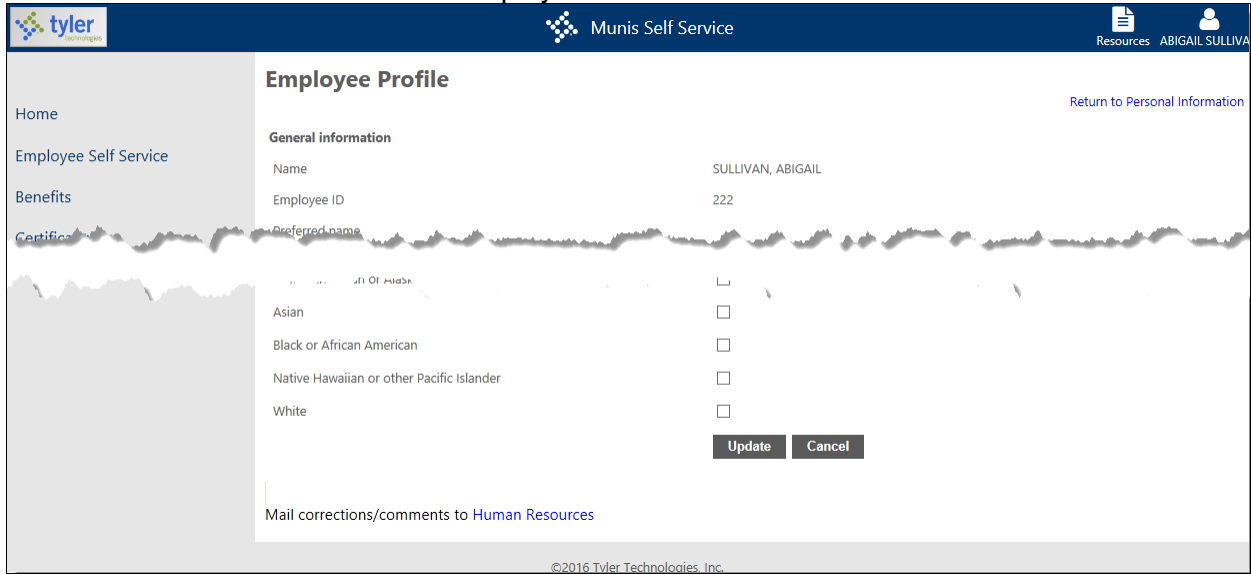 tyler
technologies
Munis Self Service
Resources
ABIGAIL SULLIVA
Employee Profile
Return to Personal Information
Home
Employee Self Service
Benefits
General information
Name SULLIVAN, ABIGAIL
Employee ID 222
Preferred name
Asian
Black or African American
Native Hawaiian or other Pacific Islander
White
Update Cancel
Mail corrections/comments to Human Resources
©2016 Tyler Technologies, Inc.